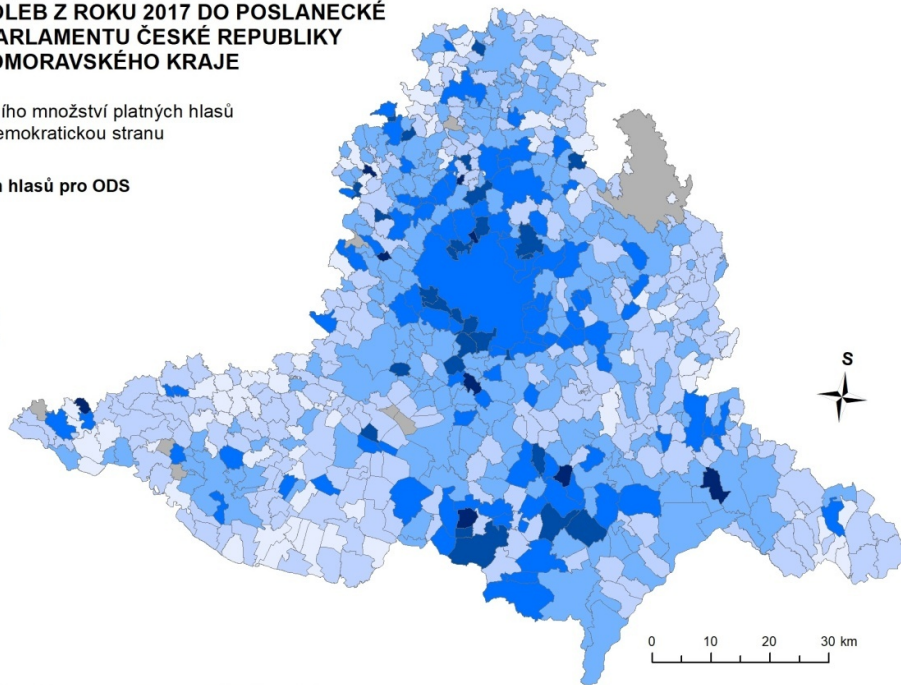 OLEB Z ROKU 2017 DO POSLANECKÉ
ARLAMENTU ČESKÉ REPUBLIKY
OMORAVSKÉHO KRAJE
ího množství platných hlasů
emokratickou stranu
hlasů pro ODS
S
0 10 20 30 km